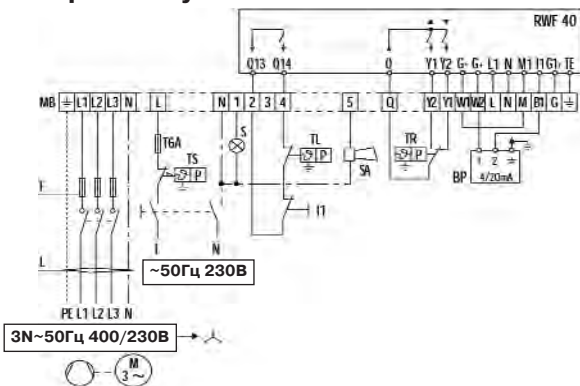 RWF 40
Q13 Q14 Q Y1 Y2 G- G+ L1 N M1 I1 G1+ TE
MB L1 L2 L3 N L N 1 2 3 4 5 Q Y2 Y1 W1 W2 L N M B1 G
T6A
S
TL
TR
TS
P
P
P
SA
BP
1 2
4/20mA
F
I1
L
N
~50Гц 230В
L
PE L1 L2 L3 N
3N~50Гц 400/230В
M
3~